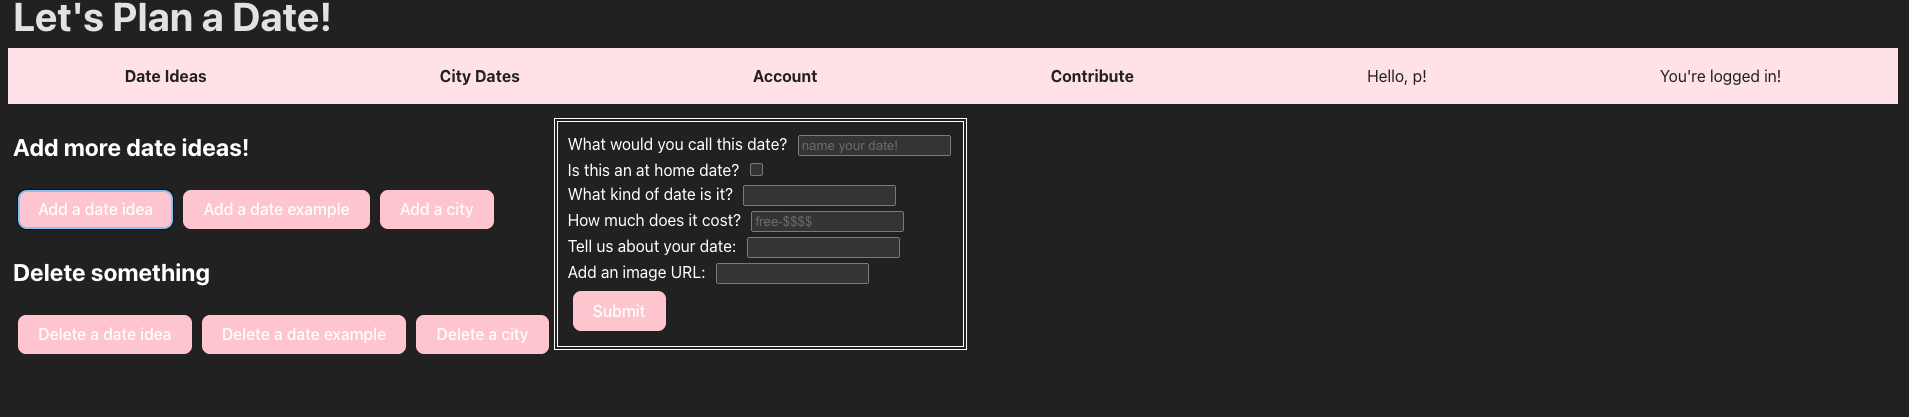 Let's Plan a Date!
Date Ideas City Dates Account Contribute Hello, p! You're logged in!
Add more date ideas!
Add a date idea Add a date example Add a city
Delete something
Delete a date idea Delete a date example Delete a city
What would you call this date? name your date!
Is this an at home date?
What kind of date is it?
How much does it cost? free-$$$$
Tell us about your date:
Add an image URL:
Submit